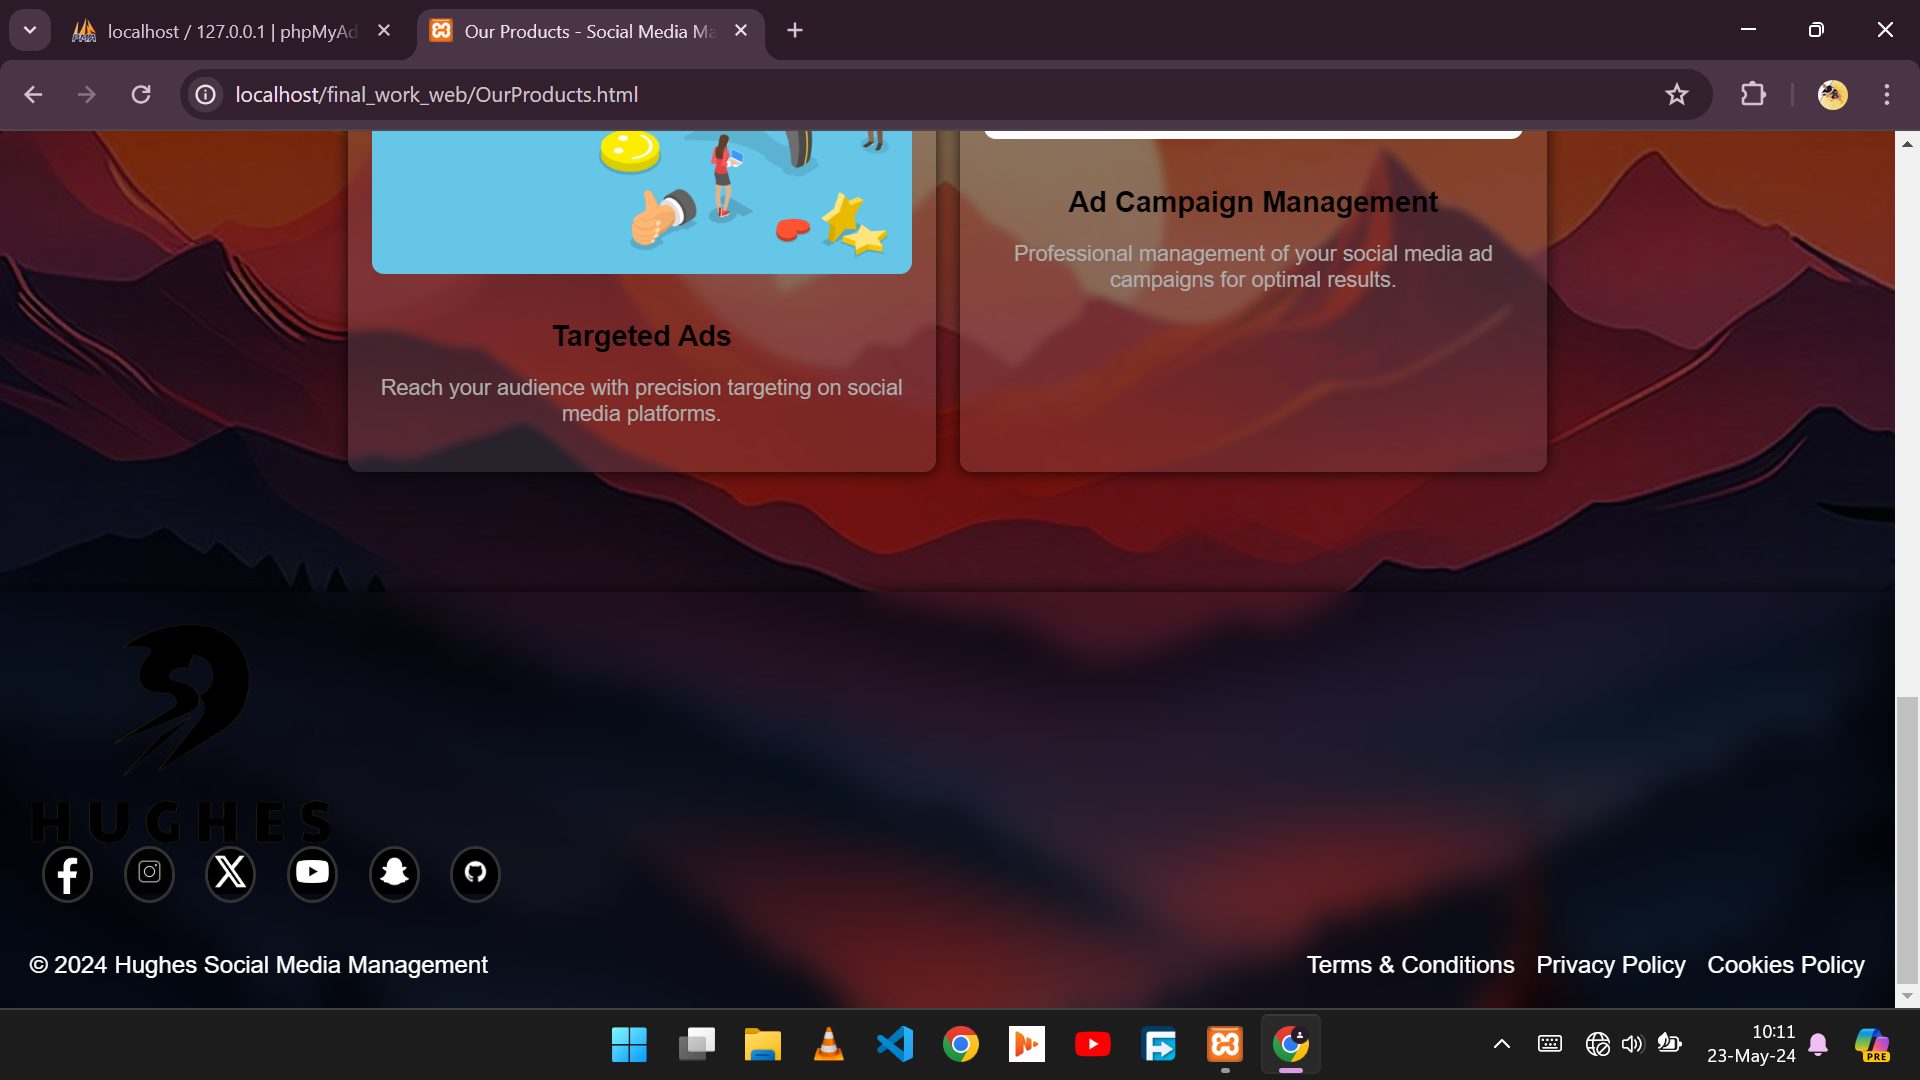 localhost / 127.0.0.1 | phpMyAd
Our Products - Social Media Ma
localhost/final_work_web/OurProducts.html
Ad Campaign Management
Professional management of your social media ad
campaigns for optimal results.
Targeted Ads
Reach your audience with precision targeting on social
media platforms.
HUGHES
© 2024 Hughes Social Media Management
Terms & Conditions Privacy Policy Cookies Policy
10:11
23-May-24
PRE